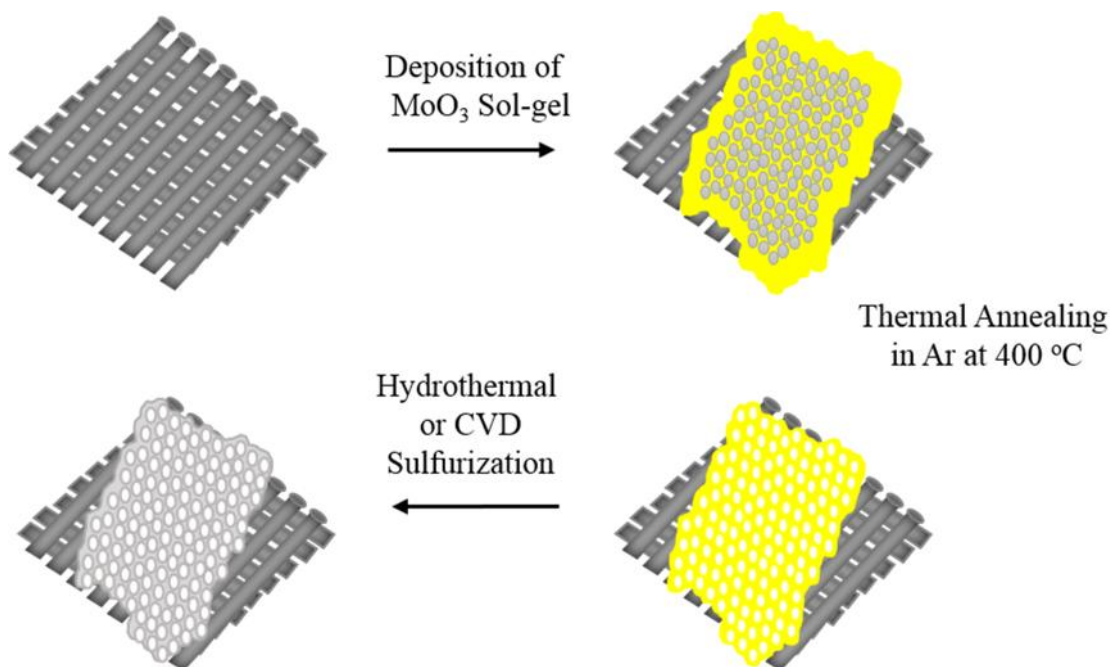 Deposition of
MoO₃ Sol-gel
Thermal Annealing
in Ar at 400 °C
Hydrothermal
or CVD
Sulfurization